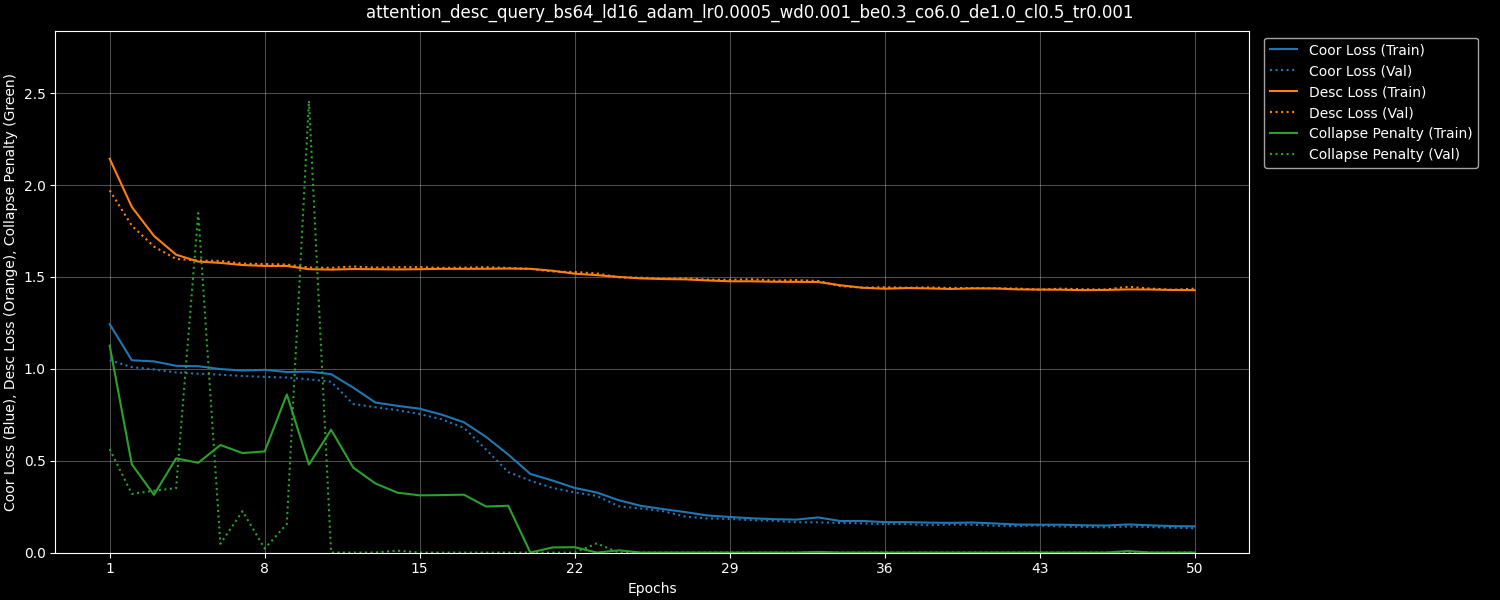 attention_desc_query_bs64_ld16_adam_lr0.0005_wd0.001_be0.3_co6.0_de1.0_cl0.5_tr0.001
Coor Loss (Blue), Desc Loss (Orange), Collapse Penalty (Green)
2.5
2.0
1.5
1.0
0.5
0.0
1 8 15 22 29 36 43 50
Epochs
Coor Loss (Train)
Coor Loss (Val)
Desc Loss (Train)
Desc Loss (Val)
Collapse Penalty (Train)
Collapse Penalty (Val)